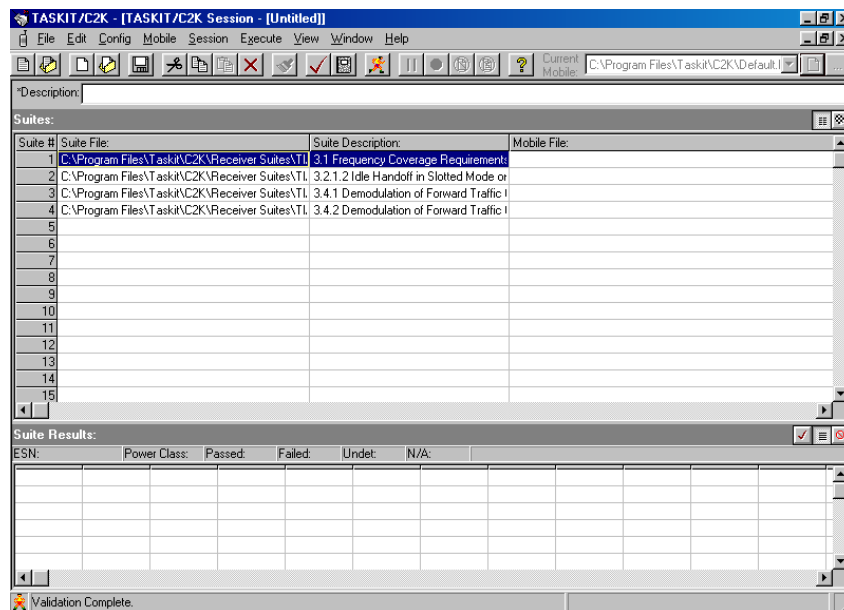 TASKIT/C2K - [TASKIT/C2K Session - [Untitled]]
File Edit Config Mobile Session Execute View Window Help
Current Mobile: C:\Program Files\Taskit\C2K\Default.
*Description:
Suites:
Suite # Suite File: Suite Description: Mobile File:
1 C:\Program Files\Taskit\C2K\Receiver Suites\TI. 3.1 Frequency Coverage Requirements
2 C:\Program Files\Taskit\C2K\Receiver Suites\TI. 3.2.1.2 Idle Handoff in Slotted Mode or
3 C:\Program Files\Taskit\C2K\Receiver Suites\TI. 3.4.1 Demodulation of Forward Traffic
4 C:\Program Files\Taskit\C2K\Receiver Suites\TI. 3.4.2 Demodulation of Forward Traffic
5
6
7
8
9
10
11
12
13
14
15
Suite Results:
ESN: Power Class: Passed: Failed: Undet: N/A:
Validation Complete.